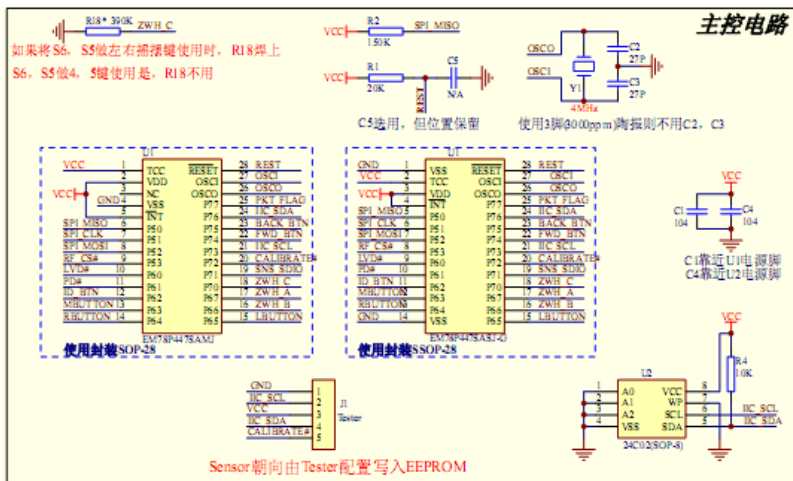 主控电路
R18* 390K
ZWH_C
如果将S6，S5做左右摇摆键使用时，R18焊上
S6，S5做4，5键使用是，R18不用
R2
VCC
SPI_MISO
150K
R1
VCC
20K
REST
C5
N/A
C5选用，但位置保留
OSCO
OSCI
Y1
4MHz
C2
27P
C3
27P
使用3脚(3000ppm)陶振则不用C2，C3
U1
VCC 1 TCC RESET 28 REST
2 VDD OSCI 27 OSCI
VCC 3 NC OSCO 26 OSCO
GND 4 VSS P77 25 PKT_FLAG
5 INT P76 24 IIC_SDA
SPI_MISO 6 P50 P75 23 BACK_BTN
SPI_CLK 7 P51 P74 22 FWD_BTN
SPI_MOSI 8 P52 P73 21 IIC_SCL
RF_CS# 9 P53 P72 20 CALIBRATE#
LVD# 10 P60 P71 19 SNS_SDIO
PD# 11 P61 P70 18 ZWH_C
ID_BTN 12 P62 P67 17 ZWH_A
MBUTTON 13 P63 P66 16 ZWH_B
RBUTTON 14 P64 P65 15 LBUTTON
EM78P447SAMJ
使用封装SOP-28
U1
GND 1 VSS RESET 28 REST
VCC 2 TCC OSCI 27 OSCI
VCC 3 VDD OSCO 26 OSCO
4 INT P77 25 PKT_FLAG
SPI_MISO 5 P50 P76 24 IIC_SDA
SPI_CLK 6 P51 P75 23 BACK_BTN
SPI_MOSI 7 P52 P74 22 FWD_BTN
RF_CS# 8 P53 P73 21 IIC_SCL
LVD# 9 P60 P72 20 CALIBRATE#
PD# 10 P61 P71 19 SNS_SDIO
ID_BTN 11 P62 P70 18 ZWH_C
MBUTTON 12 P63 P67 17 ZWH_A
RBUTTON 13 P64 P66 16 ZWH_B
GND 14 VSS P65 15 LBUTTON
EM78P447SASJ-G
使用封装SSOP-28
VCC
C1
104
C4
104
C1靠近U1电源脚
C4靠近U2电源脚
GND 1
IIC_SCL 2
VCC 3
IIC_SDA 4
CALIBRATE# 5
J1
Tester
Sensor朝向由Tester配置写入EEPROM
VCC
R4
10K
U2
1 A0 VCC 8
2 A1 WP 7
3 A2 SCL 6 IIC_SCL
4 VSS SDA 5 IIC_SDA
24C02(SOP-8)